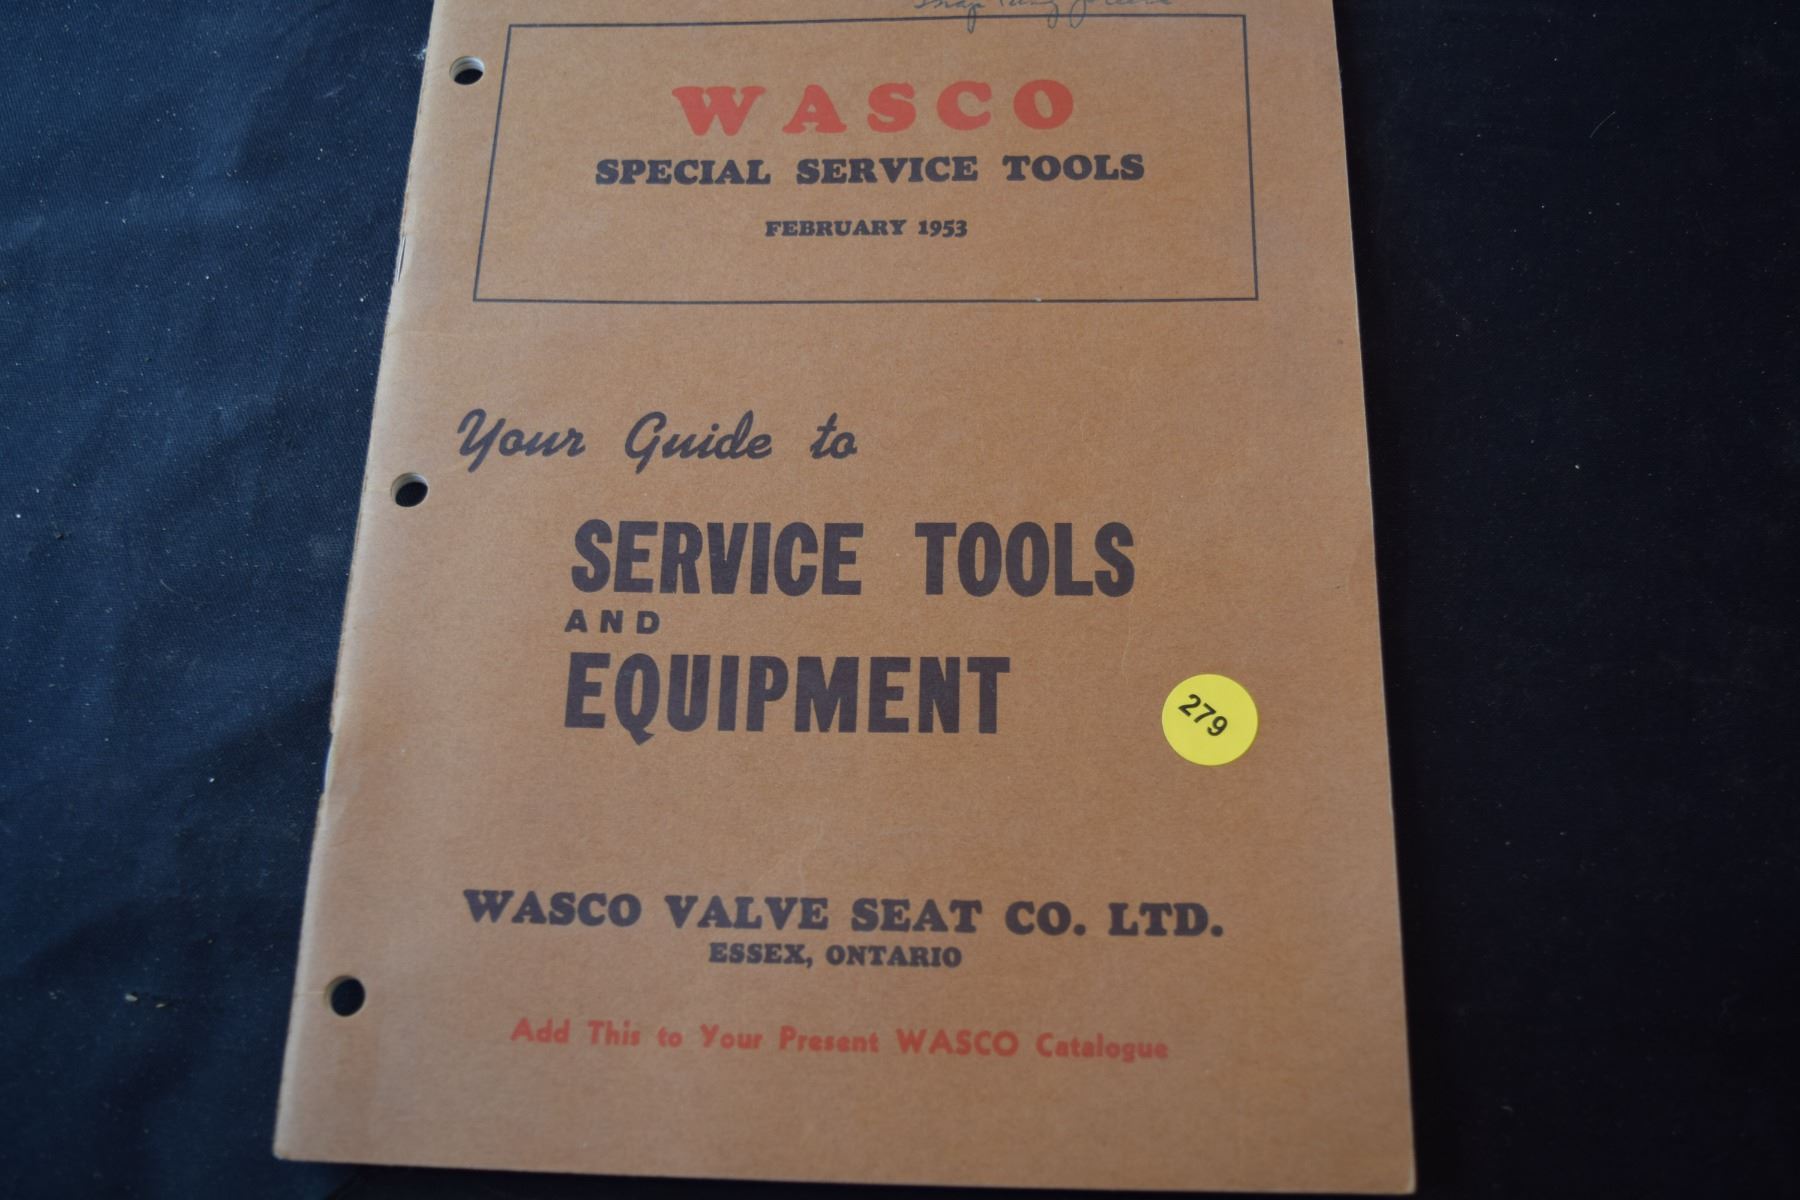 WASCO
SPECIAL SERVICE TOOLS
FEBRUARY 1953
Your Guide to
SERVICE TOOLS
AND
EQUIPMENT
279
WASCO VALVE SEAT CO. LTD.
ESSEX, ONTARIO
Add This to Your Present WASCO Catalogue